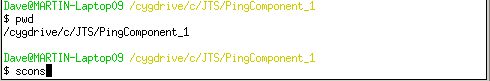 Dave@MARTIN-Laptop09 /cygdrive/c/JTS/PingComponent_1
$ pwd
/cygdrive/c/JTS/PingComponent_1
Dave@MARTIN-Laptop09 /cygdrive/c/JTS/PingComponent_1
$ scons